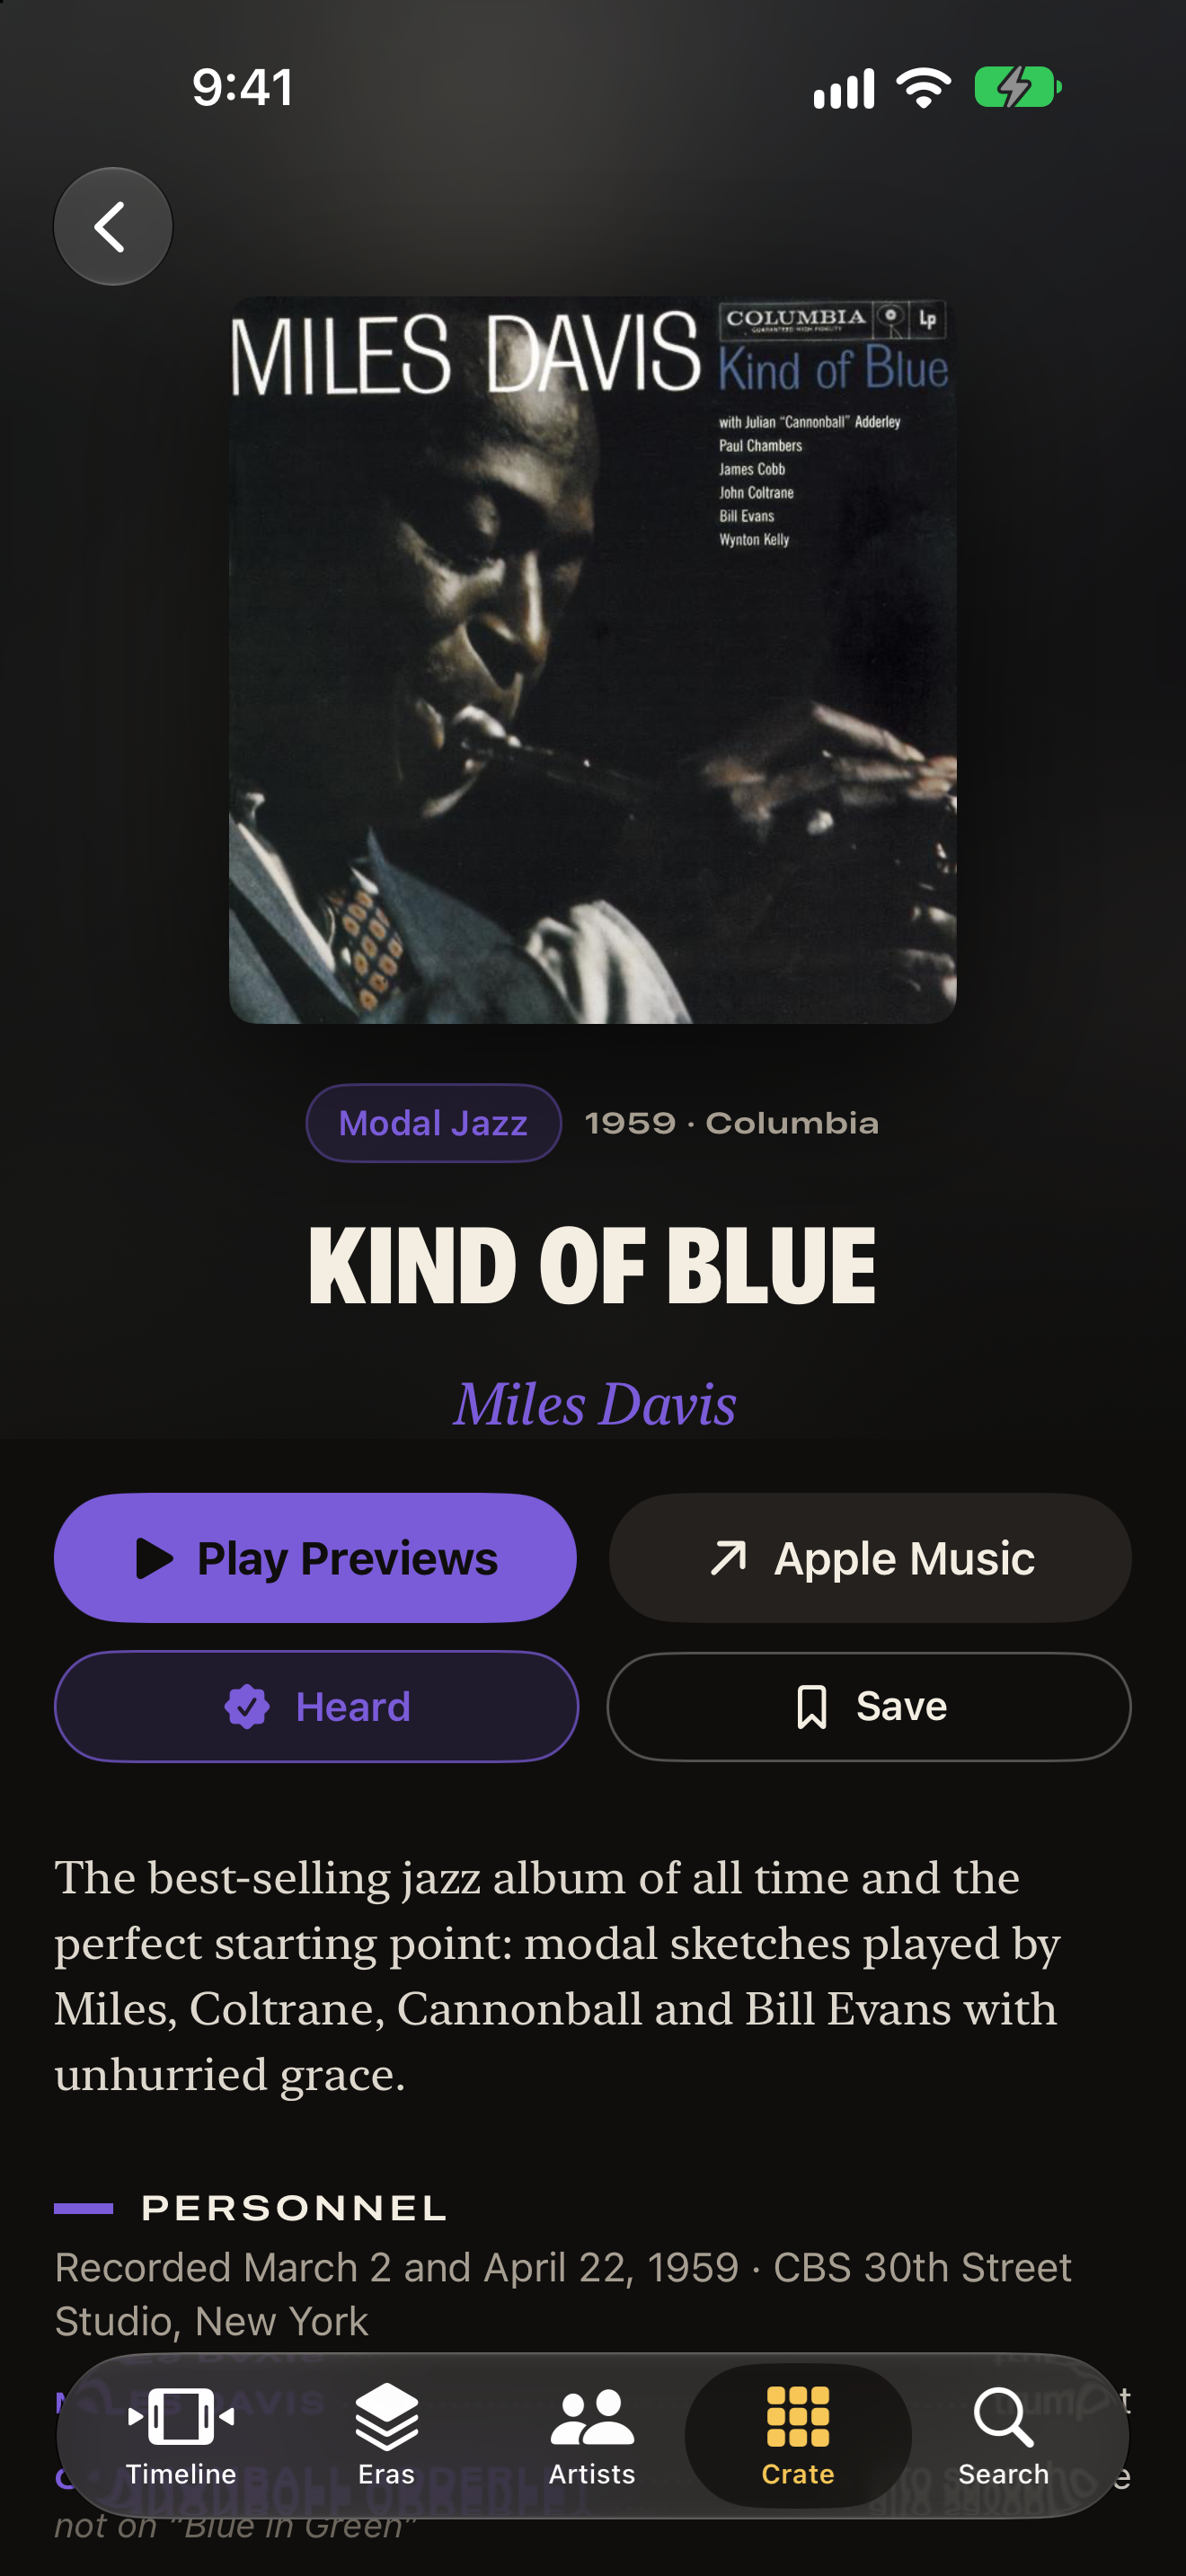 9:41
MILES DAVIS
COLUMBIA
GUARANTEED HIGH FIDELITY
Lp
Kind of Blue
with Julian “Cannonball” Adderley
Paul Chambers
James Cobb
John Coltrane
Bill Evans
Wynton Kelly
Modal Jazz
1959 · Columbia
KIND OF BLUE
Miles Davis
Play Previews
Apple Music
Heard
Save
The best-selling jazz album of all time and the
perfect starting point: modal sketches played by
Miles, Coltrane, Cannonball and Bill Evans with
unhurried grace.
PERSONNEL
Recorded March 2 and April 22, 1959 · CBS 30th Street
Studio, New York
Timeline
Eras
Artists
Crate
Search
not on “Blue in Green”